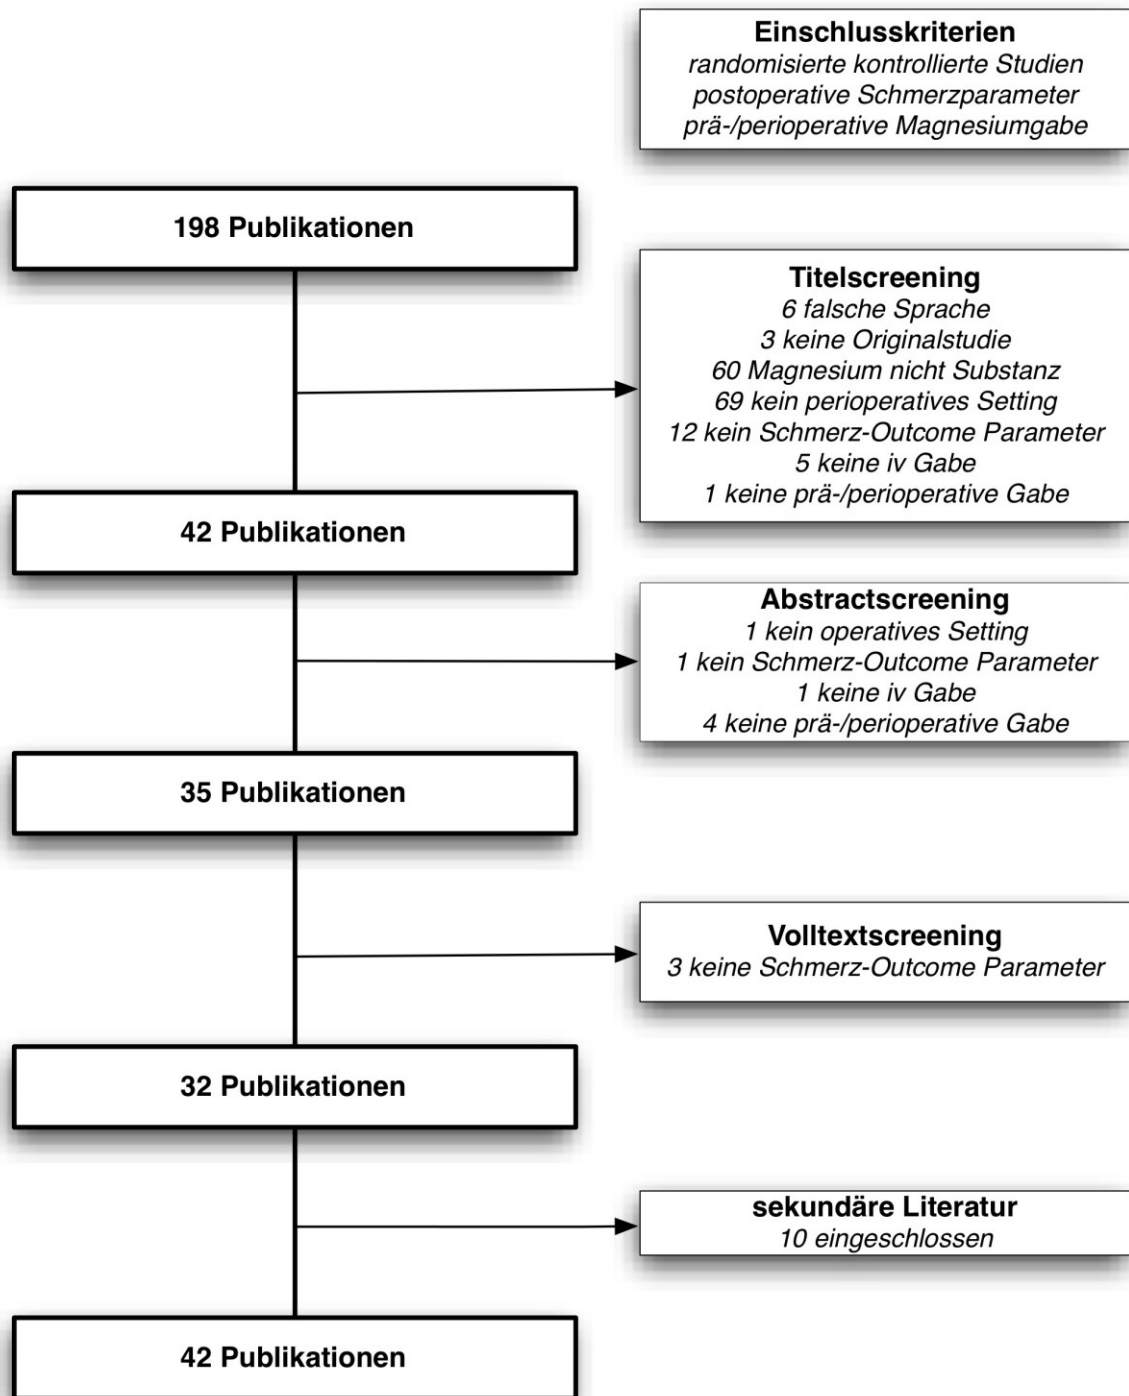 Einschlusskriterien
randomisierte kontrollierte Studien
postoperative Schmerzparameter
prä-/perioperative Magnesiumgabe
198 Publikationen
Titelscreening
6 falsche Sprache
3 keine Originalstudie
60 Magnesium nicht Substanz
69 kein perioperatives Setting
12 kein Schmerz-Outcome Parameter
5 keine iv Gabe
1 keine prä-/perioperative Gabe
42 Publikationen
Abstractscreening
1 kein operatives Setting
1 kein Schmerz-Outcome Parameter
1 keine iv Gabe
4 keine prä-/perioperative Gabe
35 Publikationen
Volltextscreening
3 keine Schmerz-Outcome Parameter
32 Publikationen
sekundäre Literatur
10 eingeschlossen
42 Publikationen